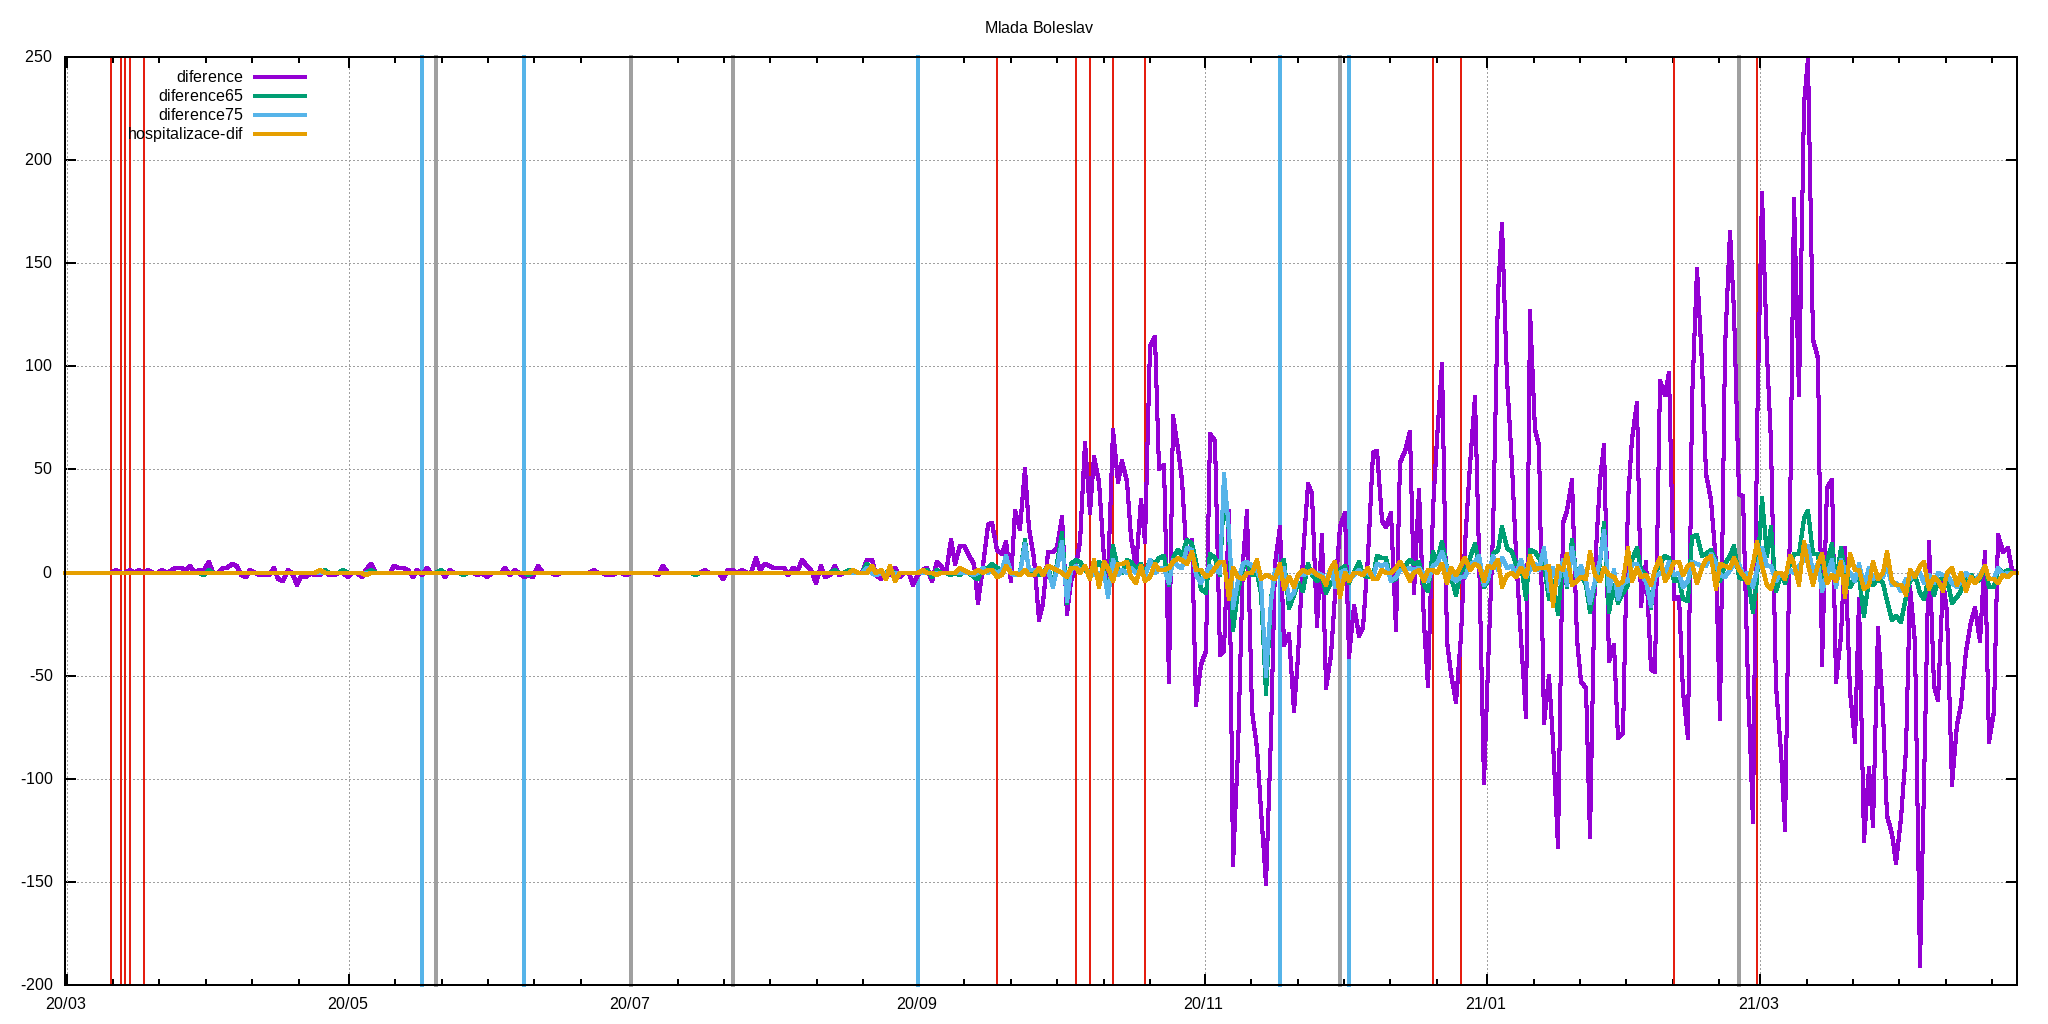 Mlada Boleslav
250
diference
diference65
diference75
hospitalizace-dif
200
150
100
50
0
-50
-100
-150
-200
20/03 20/05 20/07 20/09 20/11 21/01 21/03